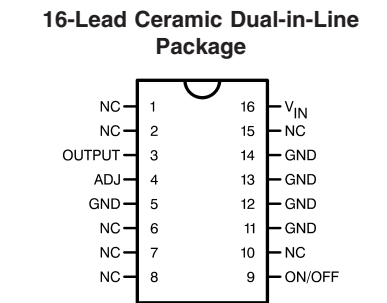 16-Lead Ceramic Dual-in-Line
Package
NC 1 16 VIN
NC 2 15 NC
OUTPUT 3 14 GND
ADJ 4 13 GND
GND 5 12 GND
NC 6 11 GND
NC 7 10 NC
NC 8 9 ON/OFF